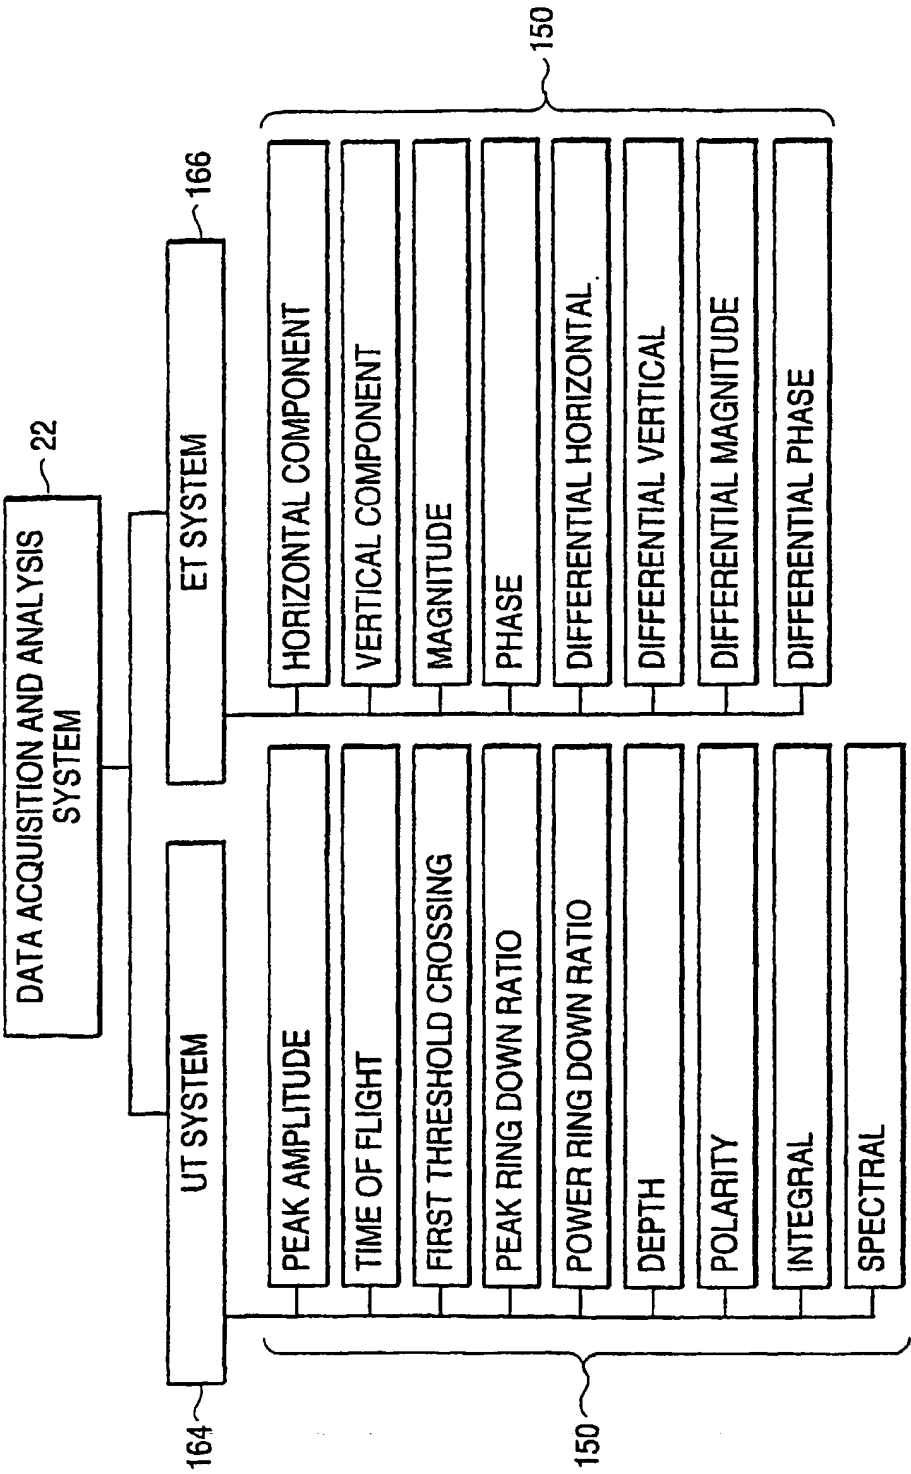 DATA ACQUISITION AND ANALYSIS
SYSTEM
22
UT SYSTEM
164
ET SYSTEM
166
PEAK AMPLITUDE
TIME OF FLIGHT
FIRST THRESHOLD CROSSING
PEAK RING DOWN RATIO
POWER RING DOWN RATIO
DEPTH
POLARITY
INTEGRAL
SPECTRAL
150
HORIZONTAL COMPONENT
VERTICAL COMPONENT
MAGNITUDE
PHASE
DIFFERENTIAL HORIZONTAL
DIFFERENTIAL VERTICAL
DIFFERENTIAL MAGNITUDE
DIFFERENTIAL PHASE
150